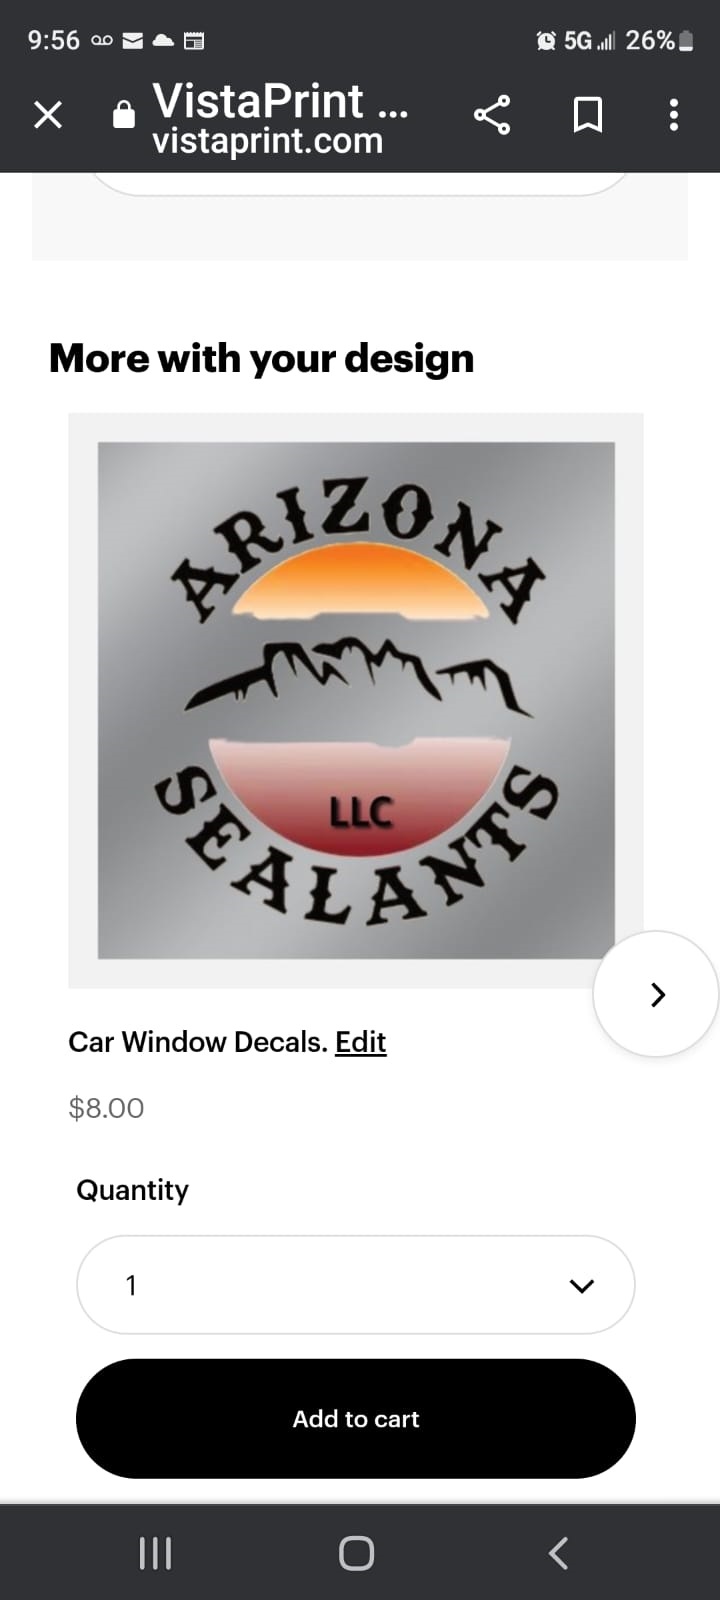 9:56 5G 26%
VistaPrint ...
vistaprint.com
More with your design
ARIZONA
LLC
SEALANTS
Car Window Decals. Edit
$8.00
Quantity
1
Add to cart